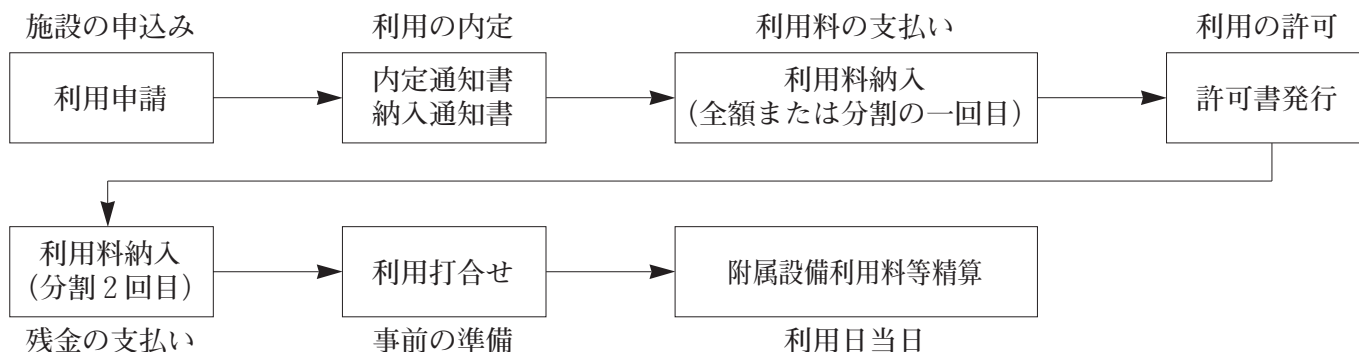 施設の申込み
利用の内定
利用料の支払い
利用の許可
利用申請
内定通知書
納入通知書
利用料納入
(全額または分割の一回目)
許可書発行
利用料納入
(分割2回目)
利用打合せ
附属設備利用料等精算
残金の支払い
事前の準備
利用日当日